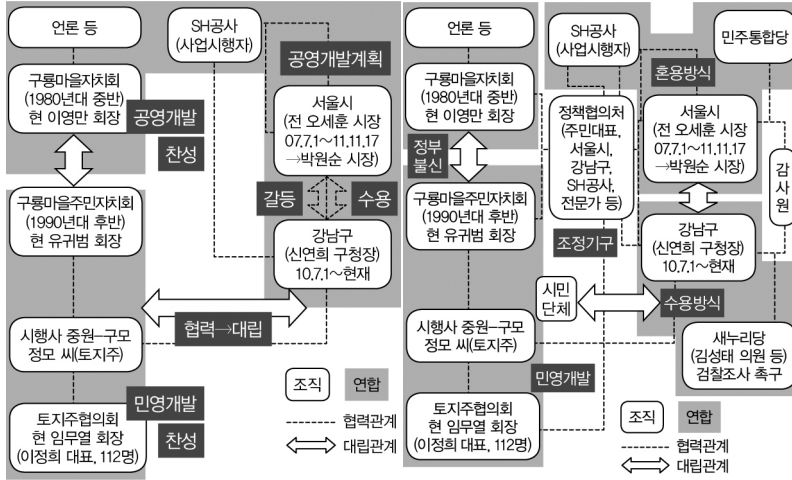 언론 등
구룡마을자치회
(1980년대 중반)
현 이영만 회장
공영개발
찬성
구룡마을주민자치회
(1990년대 후반)
현 유귀범 회장
시행사 중원-구모
정모 씨(토지주)
민영개발
찬성
토지주협의회
현 임무열 회장
(이정희 대표, 112명)
SH공사
(사업시행자)
공영개발계획
서울시
(전 오세훈 시장
07.7.1~11.11.17
→박원순 시장)
갈등
수용
강남구
(신연희 구청장)
10.7.1~현재
협력→대립
조직
연합
협력관계
대립관계
언론 등
구룡마을자치회
(1980년대 중반)
현 이영만 회장
정부
불신
구룡마을주민자치회
(1990년대 후반)
현 유귀범 회장
시행사 중원-구모
정모 씨(토지주)
민영개발
토지주협의회
현 임무열 회장
(이정희 대표, 112명)
SH공사
(사업시행자)
정책협의처
(주민대표,
서울시,
강남구,
SH공사,
전문가 등)
조정기구
시민
단체
민주통합당
혼용방식
서울시
(전 오세훈 시장
07.7.1~11.11.17
→박원순 시장)
감
사
원
강남구
(신연희 구청장)
10.7.1~현재
수용방식
새누리당
(김성태 의원 등)
검찰조사 촉구
조직
연합
협력관계
대립관계